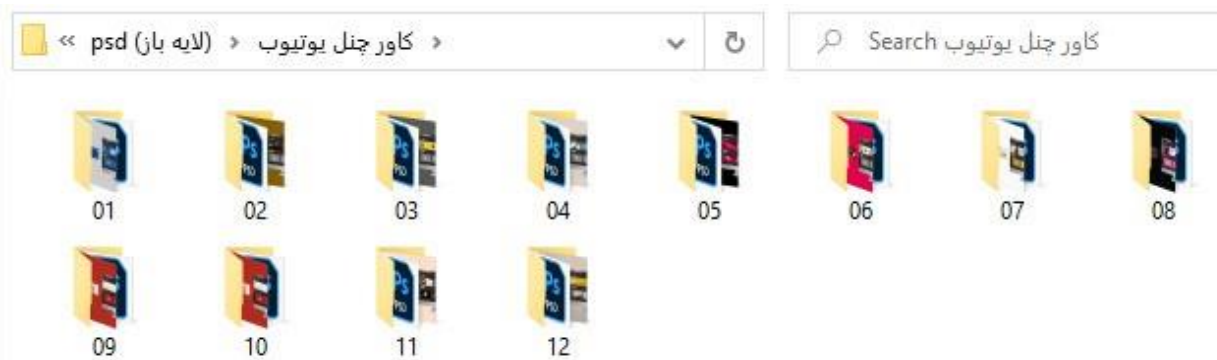 « psd (لایه باز) › کاور چنل یوتیوب ›
Search کاور چنل یوتیوب
01 02 03 04 05 06 07 08
09 10 11 12